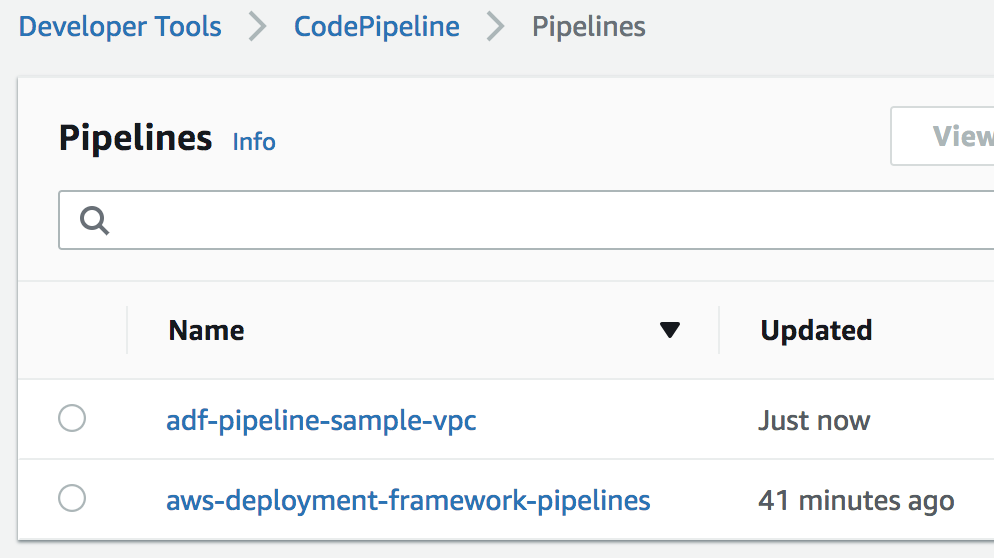 Developer Tools > CodePipeline > Pipelines
Pipelines Info
View
Name Updated
adf-pipeline-sample-vpc Just now
aws-deployment-framework-pipelines 41 minutes ago